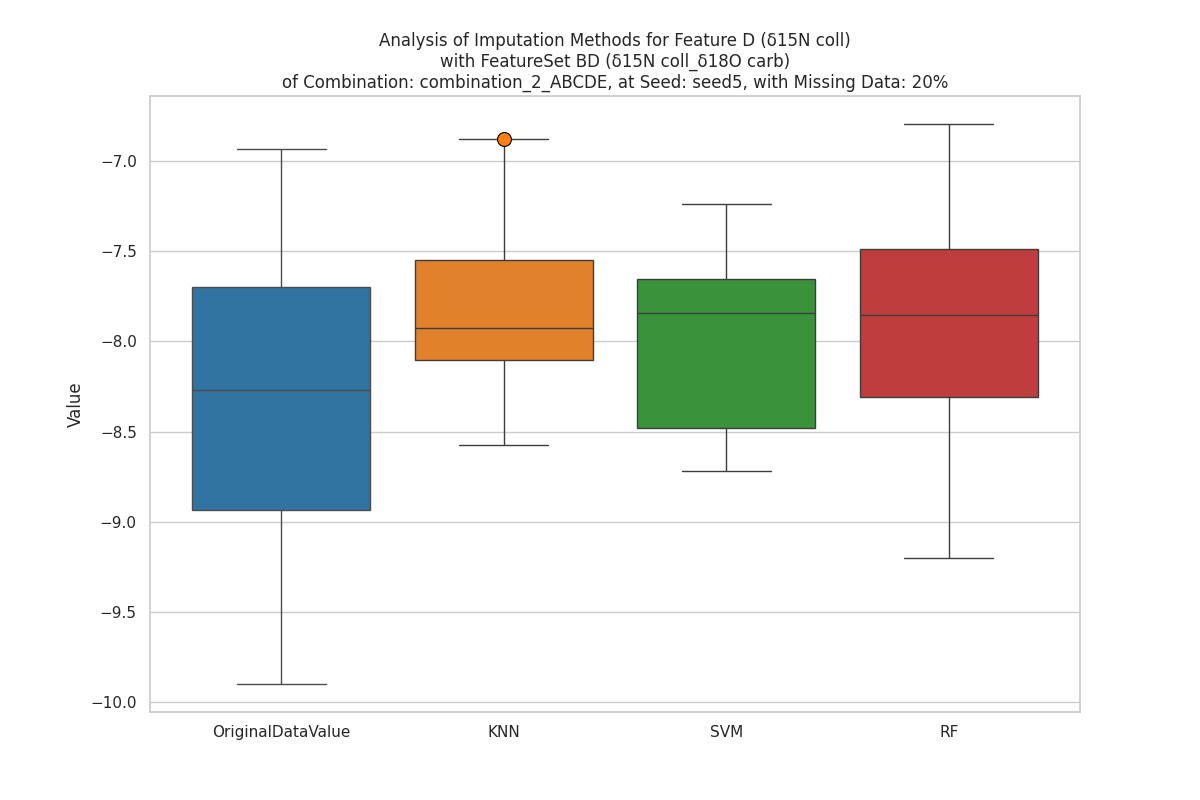 Analysis of Imputation Methods for Feature D (δ15N coll)
with FeatureSet BD (δ15N coll_δ18O carb)
of Combination: combination_2_ABCDE, at Seed: seed5, with Missing Data: 20%
Value
−7.0
−7.5
−8.0
−8.5
−9.0
−9.5
−10.0
OriginalDataValue
KNN
SVM
RF